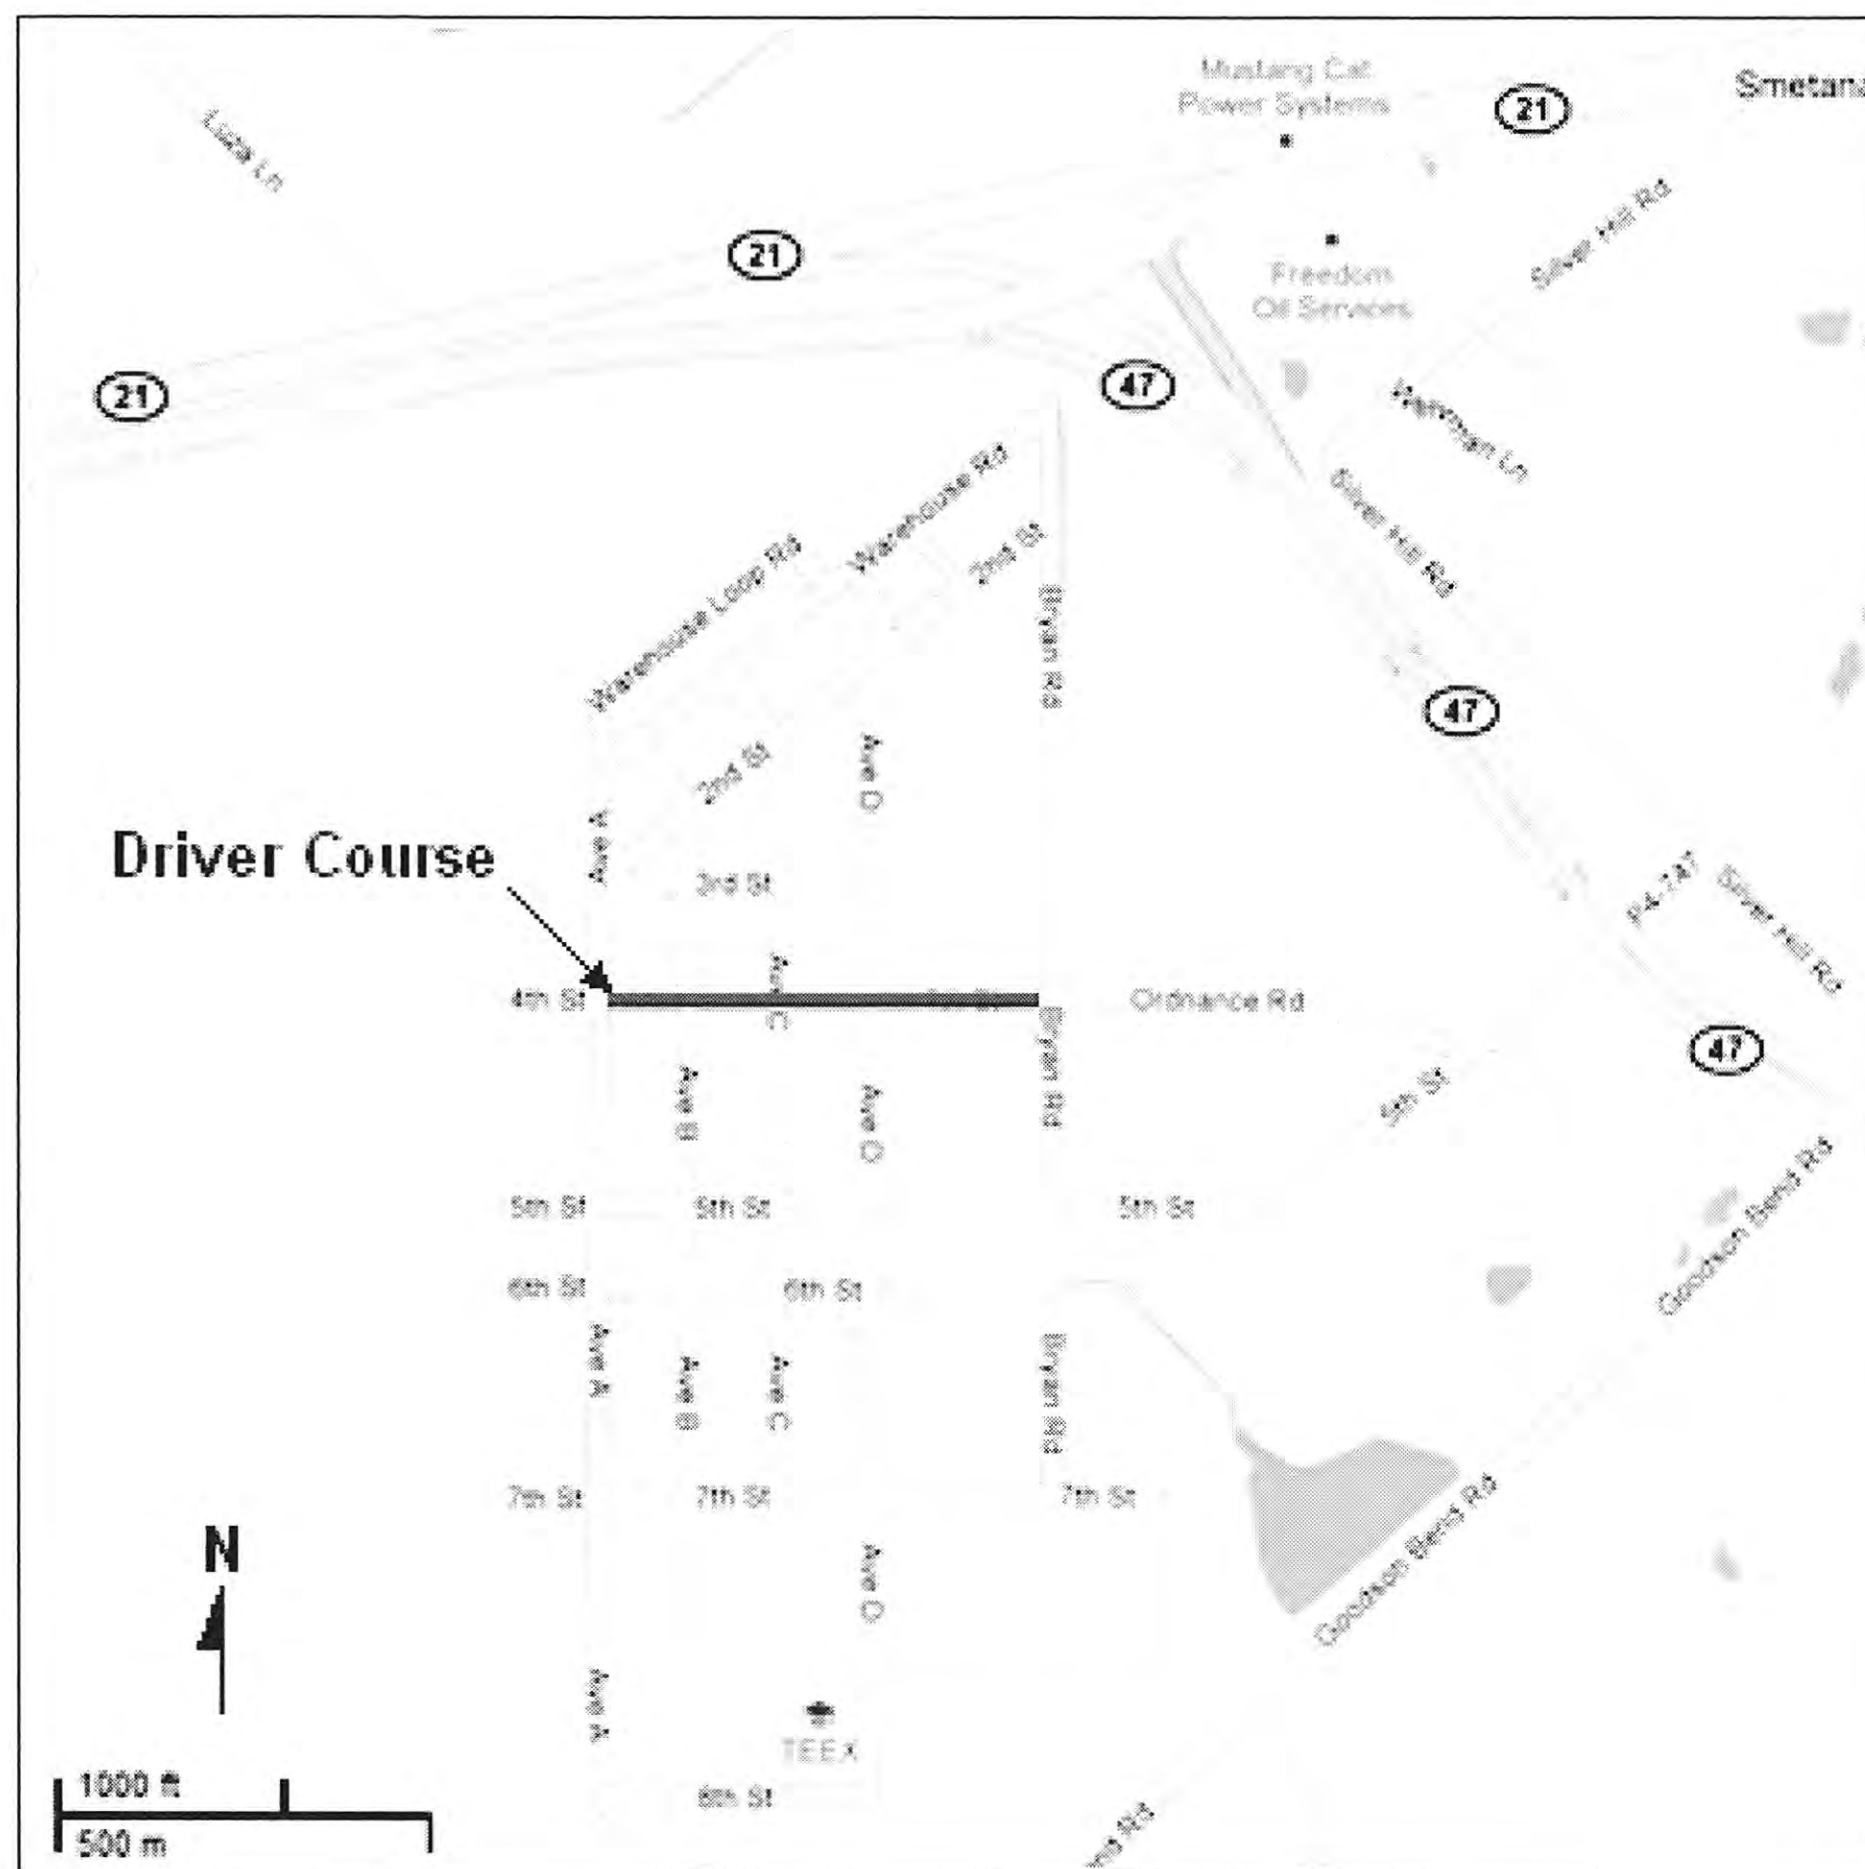 Mustang Cat
Power Systems
21
Smetana
Luza Ln
Silver Hill Rd
21
Freedom
Oil Services
47
21
Warehouse Rd
Silver Hill Rd
2nd St
Warehouse Loop Rd
Bryan Rd
47
2nd St
Ave D
Driver Course
Ave A
3rd St
Silver Hill Rd
4th St
Ave C
Ordnance Rd
Bryan Rd
47
Ave B
Ave D
5th St
5th St
5th St
5th St
Goodson Bend Rd
6th St
6th St
Ave A
Ave B
Ave C
Bryan Rd
7th St
7th St
7th St
Goodson Bend Rd
N
Ave D
Ave A
TEEX
1000 ft
500 m
8th St
Rd